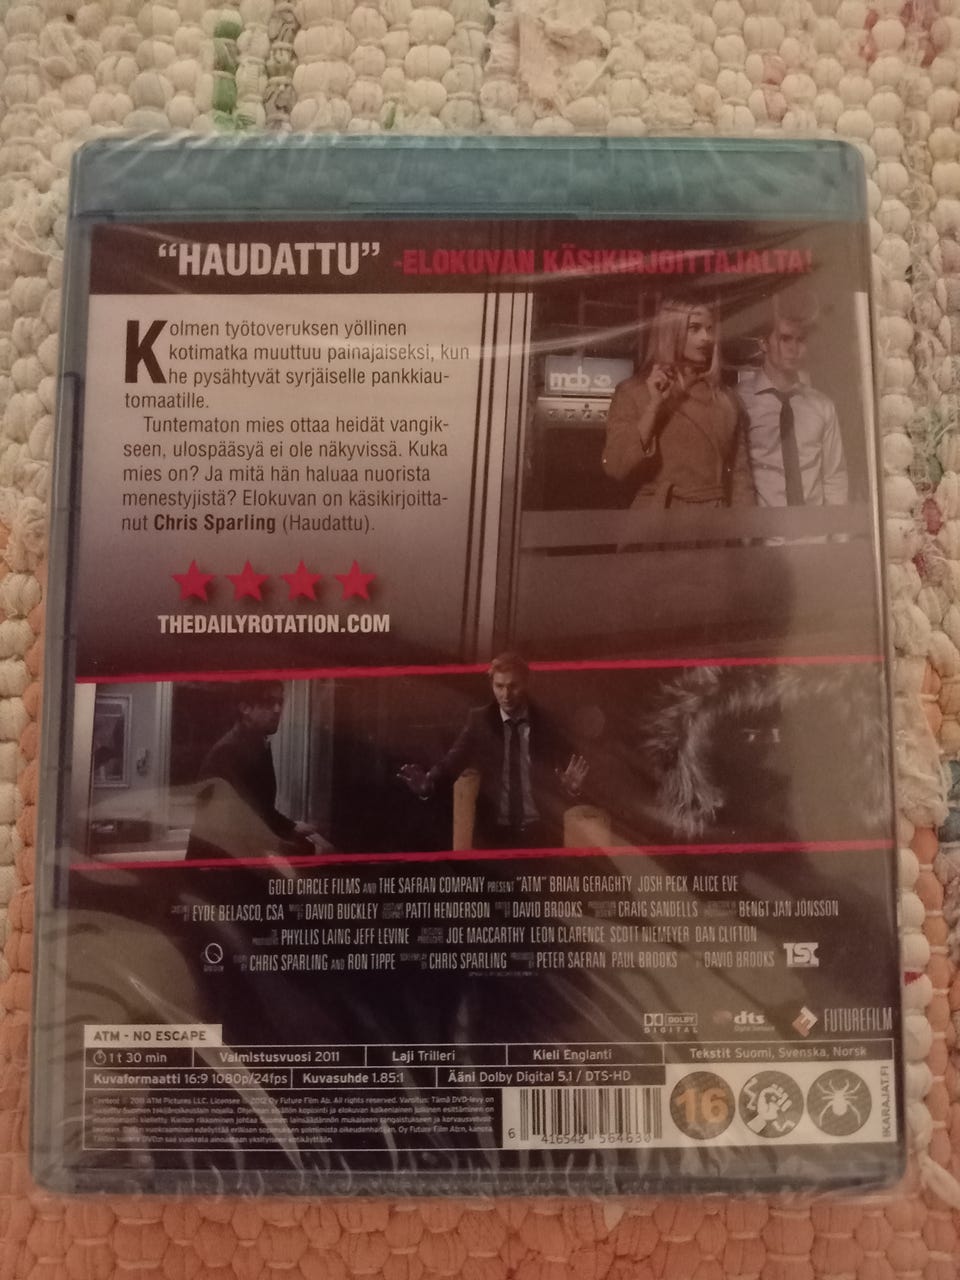 “HAUDATTU” -ELOKUVAN KÄSIKIRJOITTAJALTA!
Kolmen työtoveruksen yöllinen
kotimatka muuttuu painajaiseksi, kun
he pysähtyvät syrjäiselle pankkiau-
tomaatille.
Tuntematon mies ottaa heidät vangik-
seen, ulospääsyä ei ole näkyvissä. Kuka
mies on? Ja mitä hän haluaa nuorista
menestyjistä? Elokuvan on käsikirjoitta-
nut Chris Sparling (Haudattu).
THEDAILYROTATION.COM
mcb
GOLD CIRCLE FILMS AND THE SAFRAN COMPANY PRESENT "ATM" BRIAN GERAGHTY JOSH PECK ALICE EVE
EYDE BELASCO, CSA DAVID BUCKLEY PATTI HENDERSON DAVID BROOKS CRAIG SANDELLS BENGT JAN JÖNSSON
PHYLLIS LAING JEFF LEVINE JOE MACCARTHY LEON CLARENCE SCOTT NIEMEYER DAN CLIFTON
CHRIS SPARLING AND RON TIPPE CHRIS SPARLING PETER SAFRAN PAUL BROOKS DAVID BROOKS
DOLBY DIGITAL dts FUTUREFILM
ATM - NO ESCAPE
1 t 30 min Valmistusvuosi 2011 Laji Trilleri Kieli Englanti Tekstit Suomi, Svenska, Norsk
Kuvaformaatti 16:9 1080p/24fps Kuvasuhde 1.85:1 Ääni Dolby Digital 5.1 / DTS-HD
6 416548 564630
16
IKARAJAT.FI